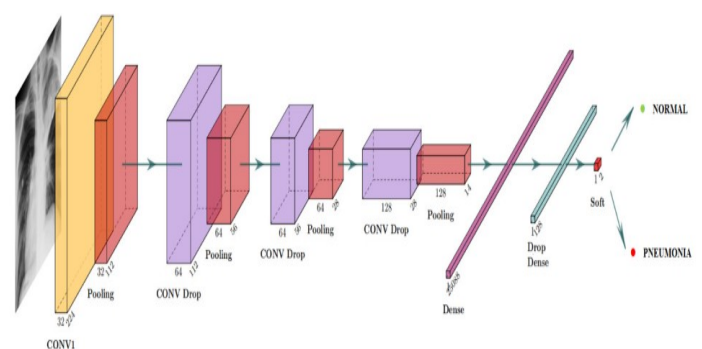 32 224
CONV1
32 112
Pooling
64 112
CONV Drop
64 56
Pooling
64 56
CONV Drop
64 28
Pooling
128 28
CONV Drop
128 14
Pooling
Dense
128
Drop
Dense
1 2
Soft
NORMAL
PNEUMONIA